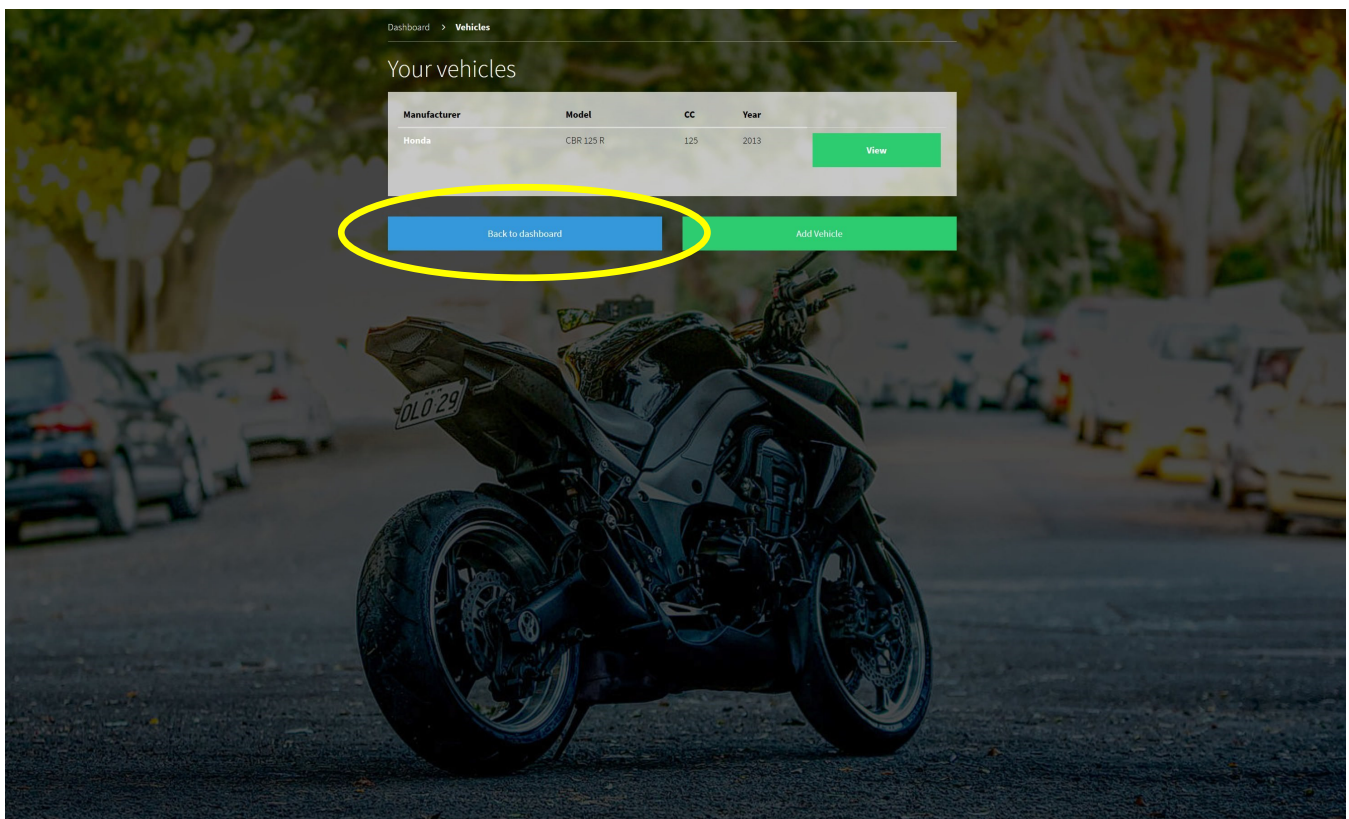 Dashboard > Vehicles
Your vehicles
Manufacturer Model CC Year
Honda CBR 125 R 125 2013 View
Back to dashboard Add Vehicle
OLO 29